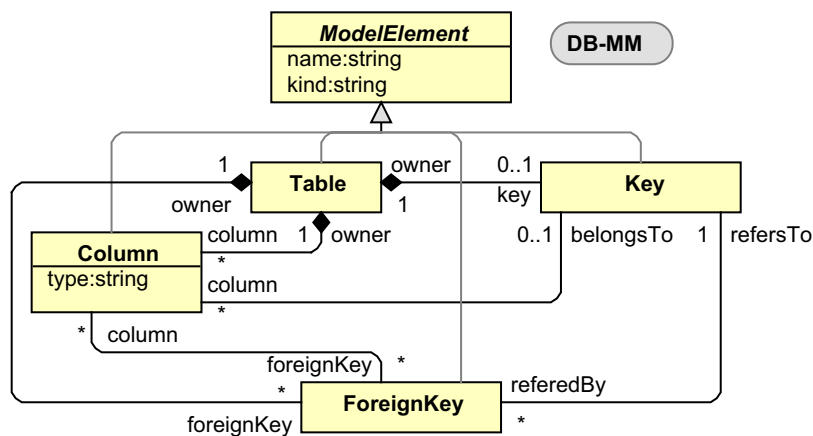 ModelElement
DB-MM
name:string
kind:string
1
owner
0..1
Table
Key
owner
1
key
column
1
owner
0..1
belongsTo
1
refersTo
Column
*
type:string
column
*
*
column
foreignKey
*
*
referedBy
ForeignKey
foreignKey
*